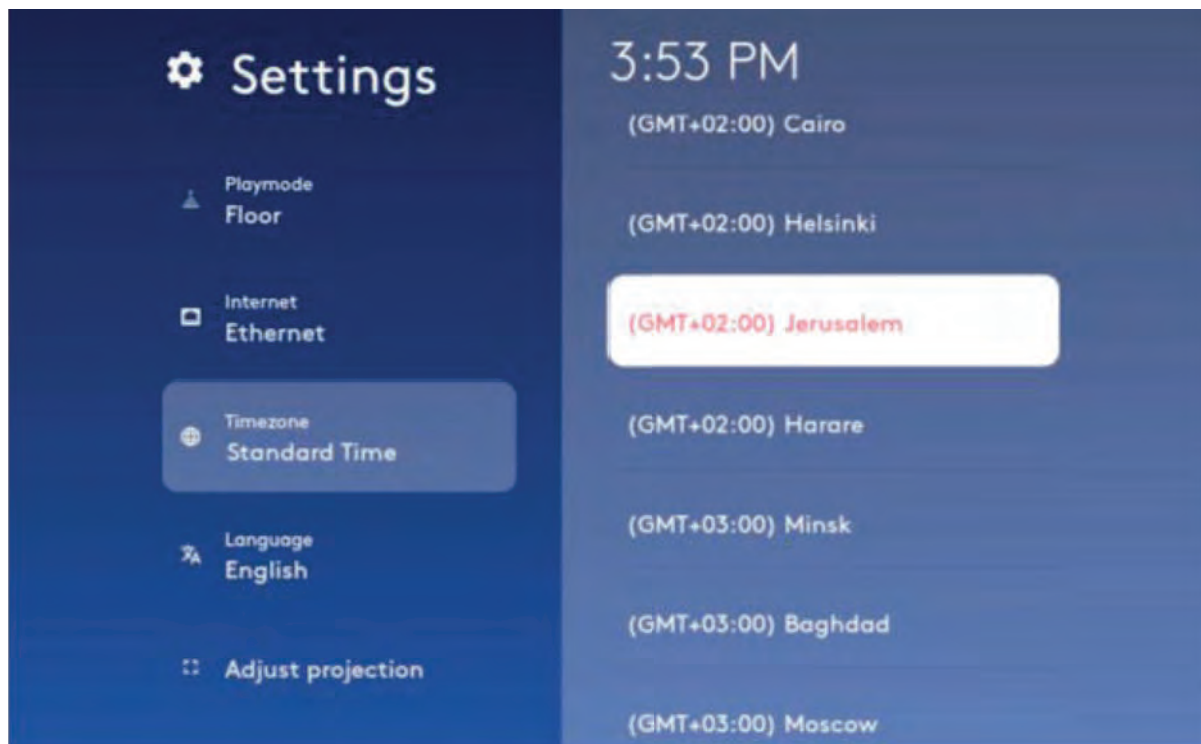 Settings
Playmode
Floor
Internet
Ethernet
Timezone
Standard Time
Language
English
Adjust projection
3:53 PM
(GMT+02:00) Cairo
(GMT+02:00) Helsinki
(GMT+02:00) Jerusalem
(GMT+02:00) Harare
(GMT+03:00) Minsk
(GMT+03:00) Baghdad
(GMT+03:00) Moscow